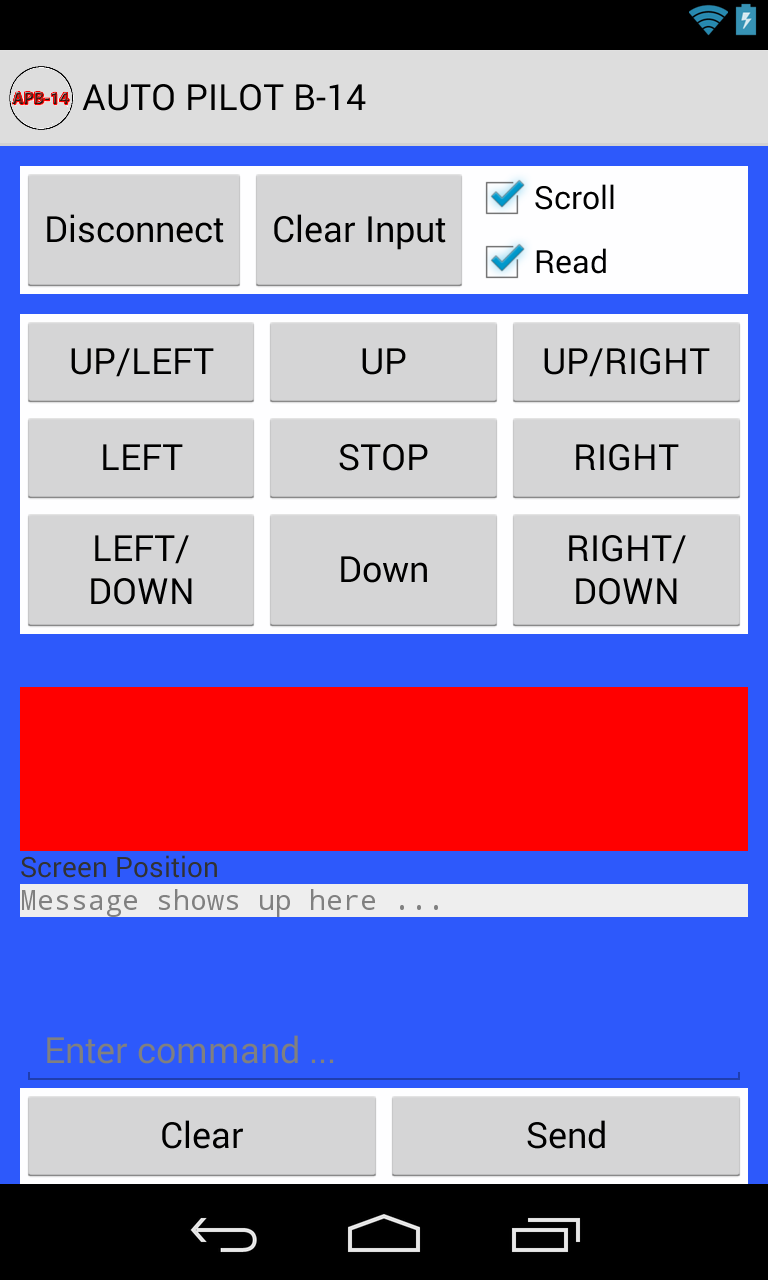 APB-14 AUTO PILOT B-14
Disconnect Clear Input Scroll
Read
UP/LEFT UP UP/RIGHT
LEFT STOP RIGHT
LEFT/
DOWN Down RIGHT/
DOWN
Screen Position
Message shows up here ...
Enter command ...
Clear Send